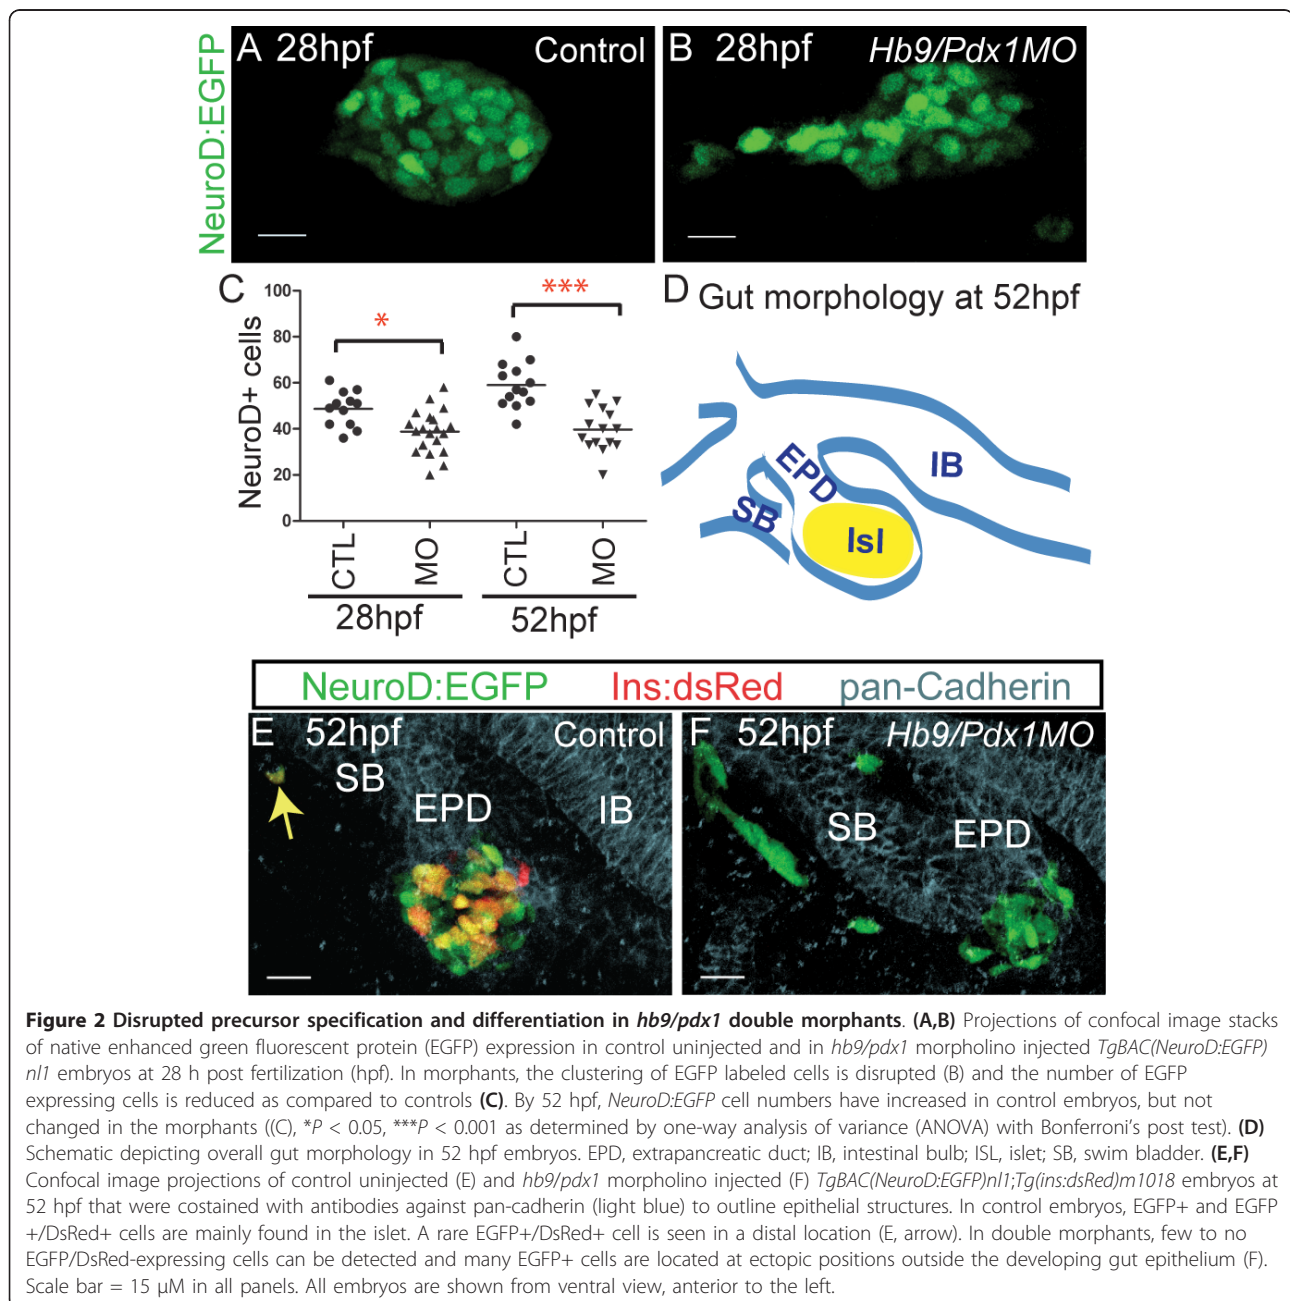 A 28hpf Control
B 28hpf Hb9/Pdx1MO
NeuroD:EGFP
C
NeuroD+ cells
100
80
60
40
20
0
*
***
CTL MO CTL MO
28hpf 52hpf
D Gut morphology at 52hpf
IB
EPD
SB
Isl
NeuroD:EGFP Ins:dsRed pan-Cadherin
E 52hpf Control
SB
EPD
IB
F 52hpf Hb9/Pdx1MO
SB
EPD
Figure 2 Disrupted precursor specification and differentiation in hb9/pdx1 double morphants. (A,B) Projections of confocal image stacks
of native enhanced green fluorescent protein (EGFP) expression in control uninjected and in hb9/pdx1 morpholino injected TgBAC(NeuroD:EGFP)
nl1 embryos at 28 h post fertilization (hpf). In morphants, the clustering of EGFP labeled cells is disrupted (B) and the number of EGFP
expressing cells is reduced as compared to controls (C). By 52 hpf, NeuroD:EGFP cell numbers have increased in control embryos, but not
changed in the morphants ((C), *P < 0.05, ***P < 0.001 as determined by one-way analysis of variance (ANOVA) with Bonferroni's post test). (D)
Schematic depicting overall gut morphology in 52 hpf embryos. EPD, extrapancreatic duct; IB, intestinal bulb; ISL, islet; SB, swim bladder. (E,F)
Confocal image projections of control uninjected (E) and hb9/pdx1 morpholino injected (F) TgBAC(NeuroD:EGFP)nl1;Tg(ins:dsRed)m1018 embryos at
52 hpf that were costained with antibodies against pan-cadherin (light blue) to outline epithelial structures. In control embryos, EGFP+ and EGFP
+/DsRed+ cells are mainly found in the islet. A rare EGFP+/DsRed+ cell is seen in a distal location (E, arrow). In double morphants, few to no
EGFP/DsRed-expressing cells can be detected and many EGFP+ cells are located at ectopic positions outside the developing gut epithelium (F).
Scale bar = 15 μM in all panels. All embryos are shown from ventral view, anterior to the left.